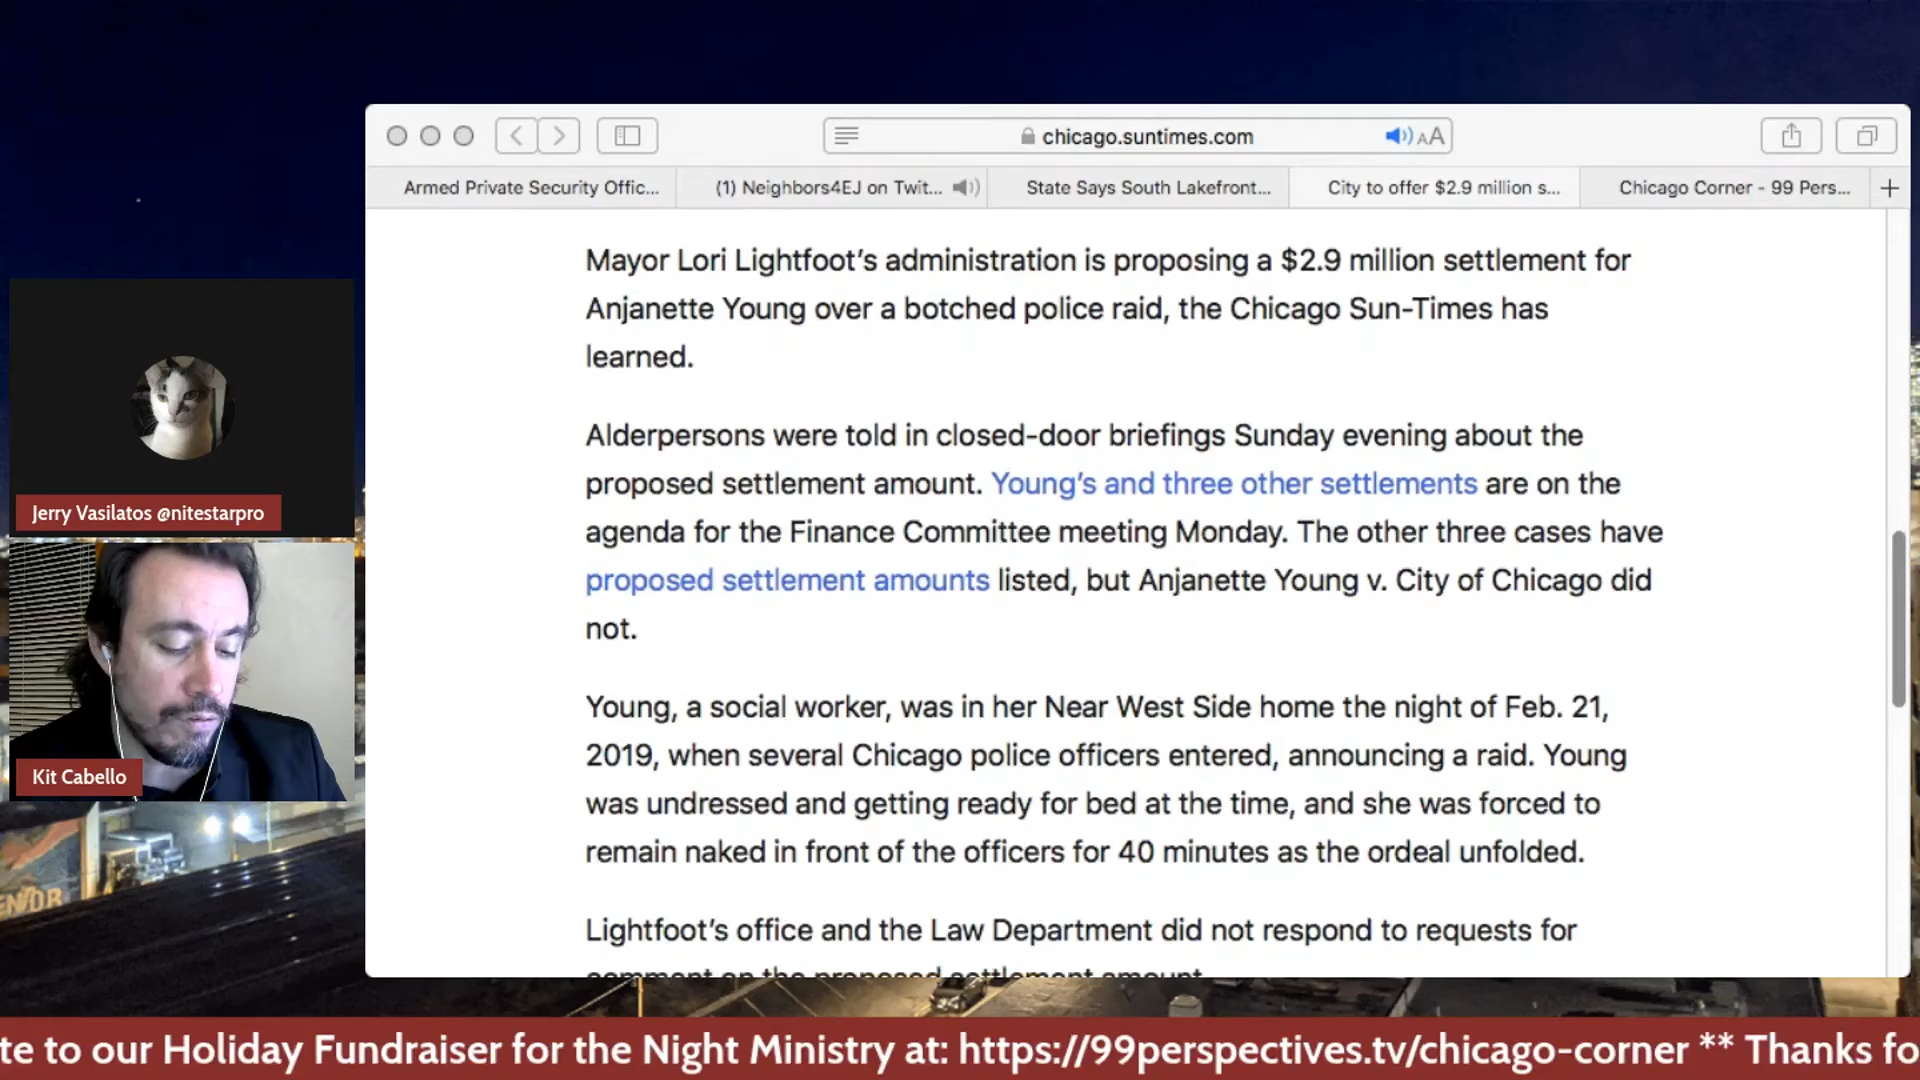 chicago.suntimes.com
AA
Armed Private Security Offic...
(1) Neighbors4EJ on Twit...
State Says South Lakefront...
City to offer $2.9 million s...
Chicago Corner - 99 Pers...
Mayor Lori Lightfoot’s administration is proposing a $2.9 million settlement for
Anjanette Young over a botched police raid, the Chicago Sun-Times has
learned.
Alderpersons were told in closed-door briefings Sunday evening about the
proposed settlement amount. Young’s and three other settlements are on the
agenda for the Finance Committee meeting Monday. The other three cases have
proposed settlement amounts listed, but Anjanette Young v. City of Chicago did
not.
Young, a social worker, was in her Near West Side home the night of Feb. 21,
2019, when several Chicago police officers entered, announcing a raid. Young
was undressed and getting ready for bed at the time, and she was forced to
remain naked in front of the officers for 40 minutes as the ordeal unfolded.
Lightfoot’s office and the Law Department did not respond to requests for
comment on the proposed settlement amount.
Jerry Vasilatos @nitestarpro
Kit Cabello
te to our Holiday Fundraiser for the Night Ministry at: https://99perspectives.tv/chicago-corner ** Thanks fo